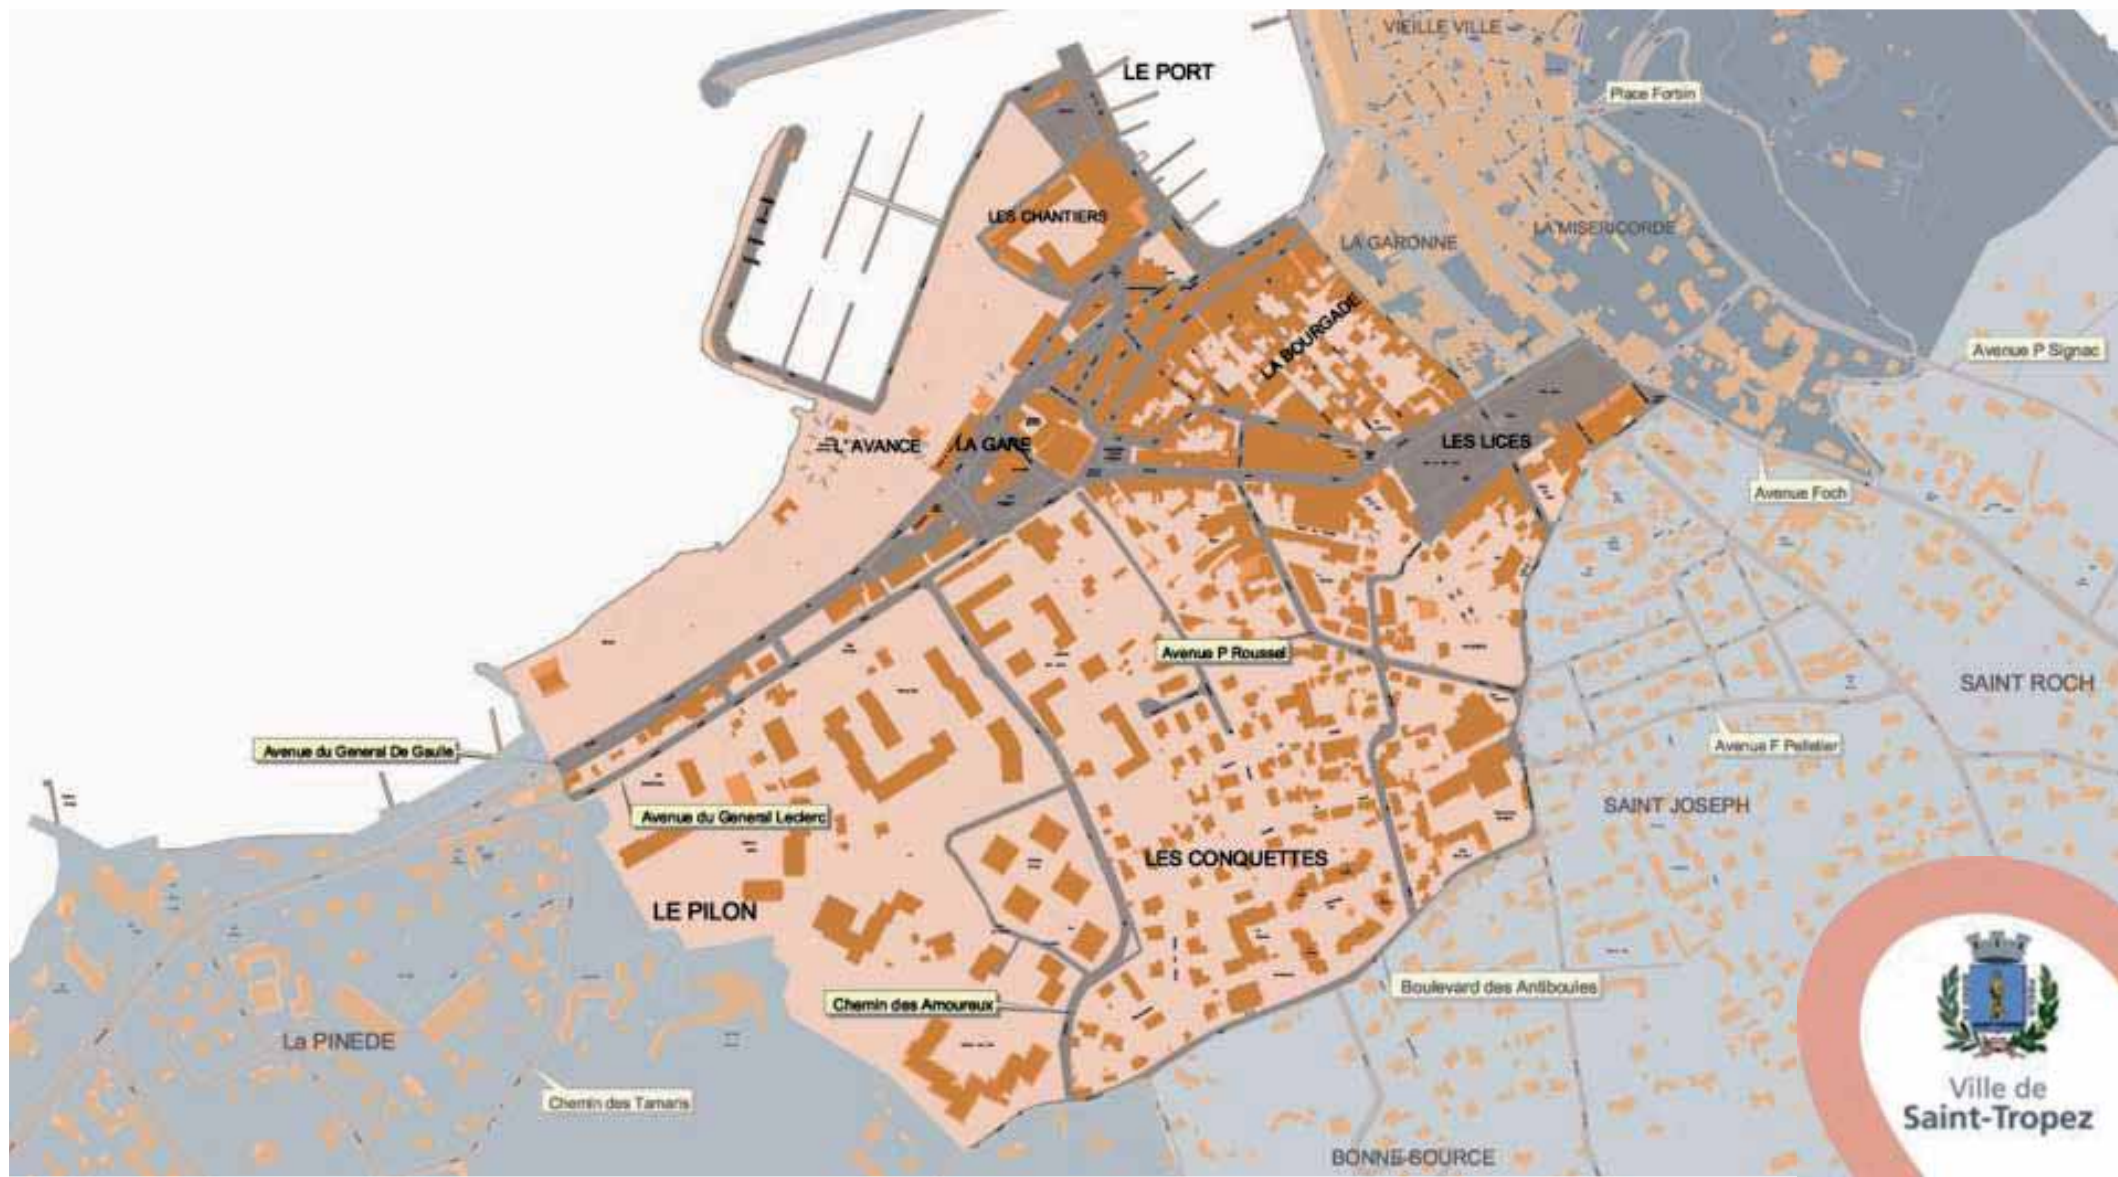 VIEILLE VILLE
LE PORT
Place Forbin
LES CHANTIERS
LA GARONNE
LA MISERICORDE
LA BOURGADE
Avenue P Signac
L'AVANCE
LA GARE
LES LICES
Avenue Foch
Avenue P Roussel
SAINT ROCH
Avenue du General De Gaulle
Avenue F Pelletier
Avenue du General Leclerc
SAINT JOSEPH
LES CONQUETTES
LE PILON
Boulevard des Antiboules
Chemin des Amoureux
La PINEDE
Chemin des Tamaris
Ville de
Saint-Tropez
BONNE SOURCE